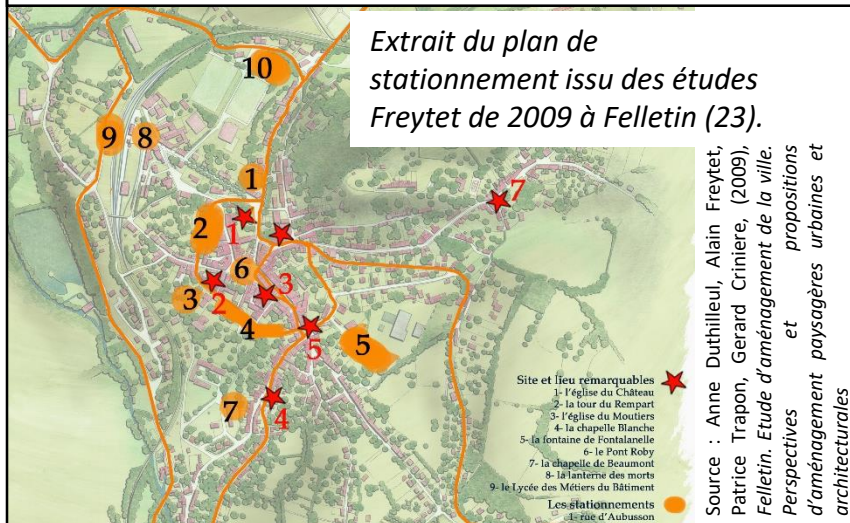 Extrait du plan de
stationnement issu des études
Freytet de 2009 à Felletin (23).
10
9
8
1
2
1
7
6
3
3
2
4
5
5
7
4
Site et lieu remarquables
1- l'église du Château
2- la tour du Rempart
3- l'église du Moutiers
4- la chapelle Blanche
5- la fontaine de Fontalanelle
6- le Pont Roby
7- la chapelle de Beaumont
8- la lanterne des morts
9- le Lycée des Métiers du Bâtiment
Les stationnements
1- rue d'Aubusson
Source : Anne Duthilleul, Alain Freytet,
Patrice Trapon, Gerard Criniere, (2009),
Felletin. Etude d'aménagement de la ville.
Perspectives et propositions
d'aménagement paysagères urbaines et
architecturales